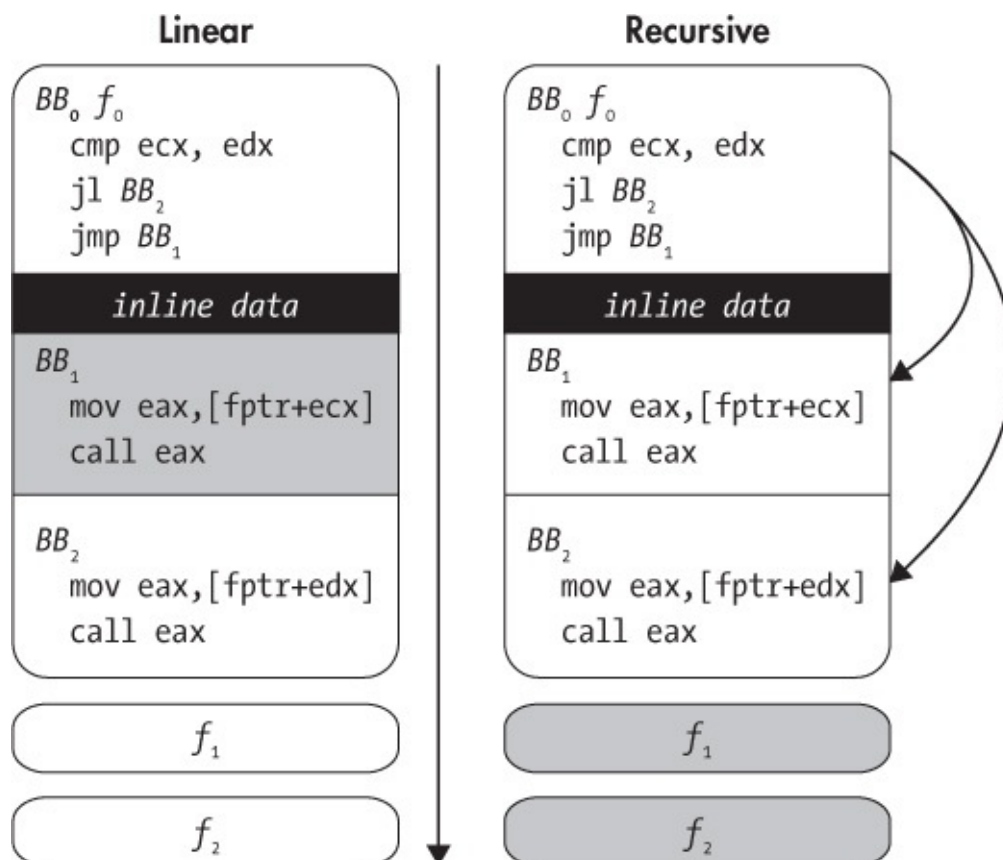 Linear
BB₀ f₀
cmp ecx, edx
jl BB₂
jmp BB₁
inline data
BB₁
mov eax,[fptr+ecx]
call eax
BB₂
mov eax,[fptr+edx]
call eax
f₁
f₂
Recursive
BB₀ f₀
cmp ecx, edx
jl BB₂
jmp BB₁
inline data
BB₁
mov eax,[fptr+ecx]
call eax
BB₂
mov eax,[fptr+edx]
call eax
f₁
f₂